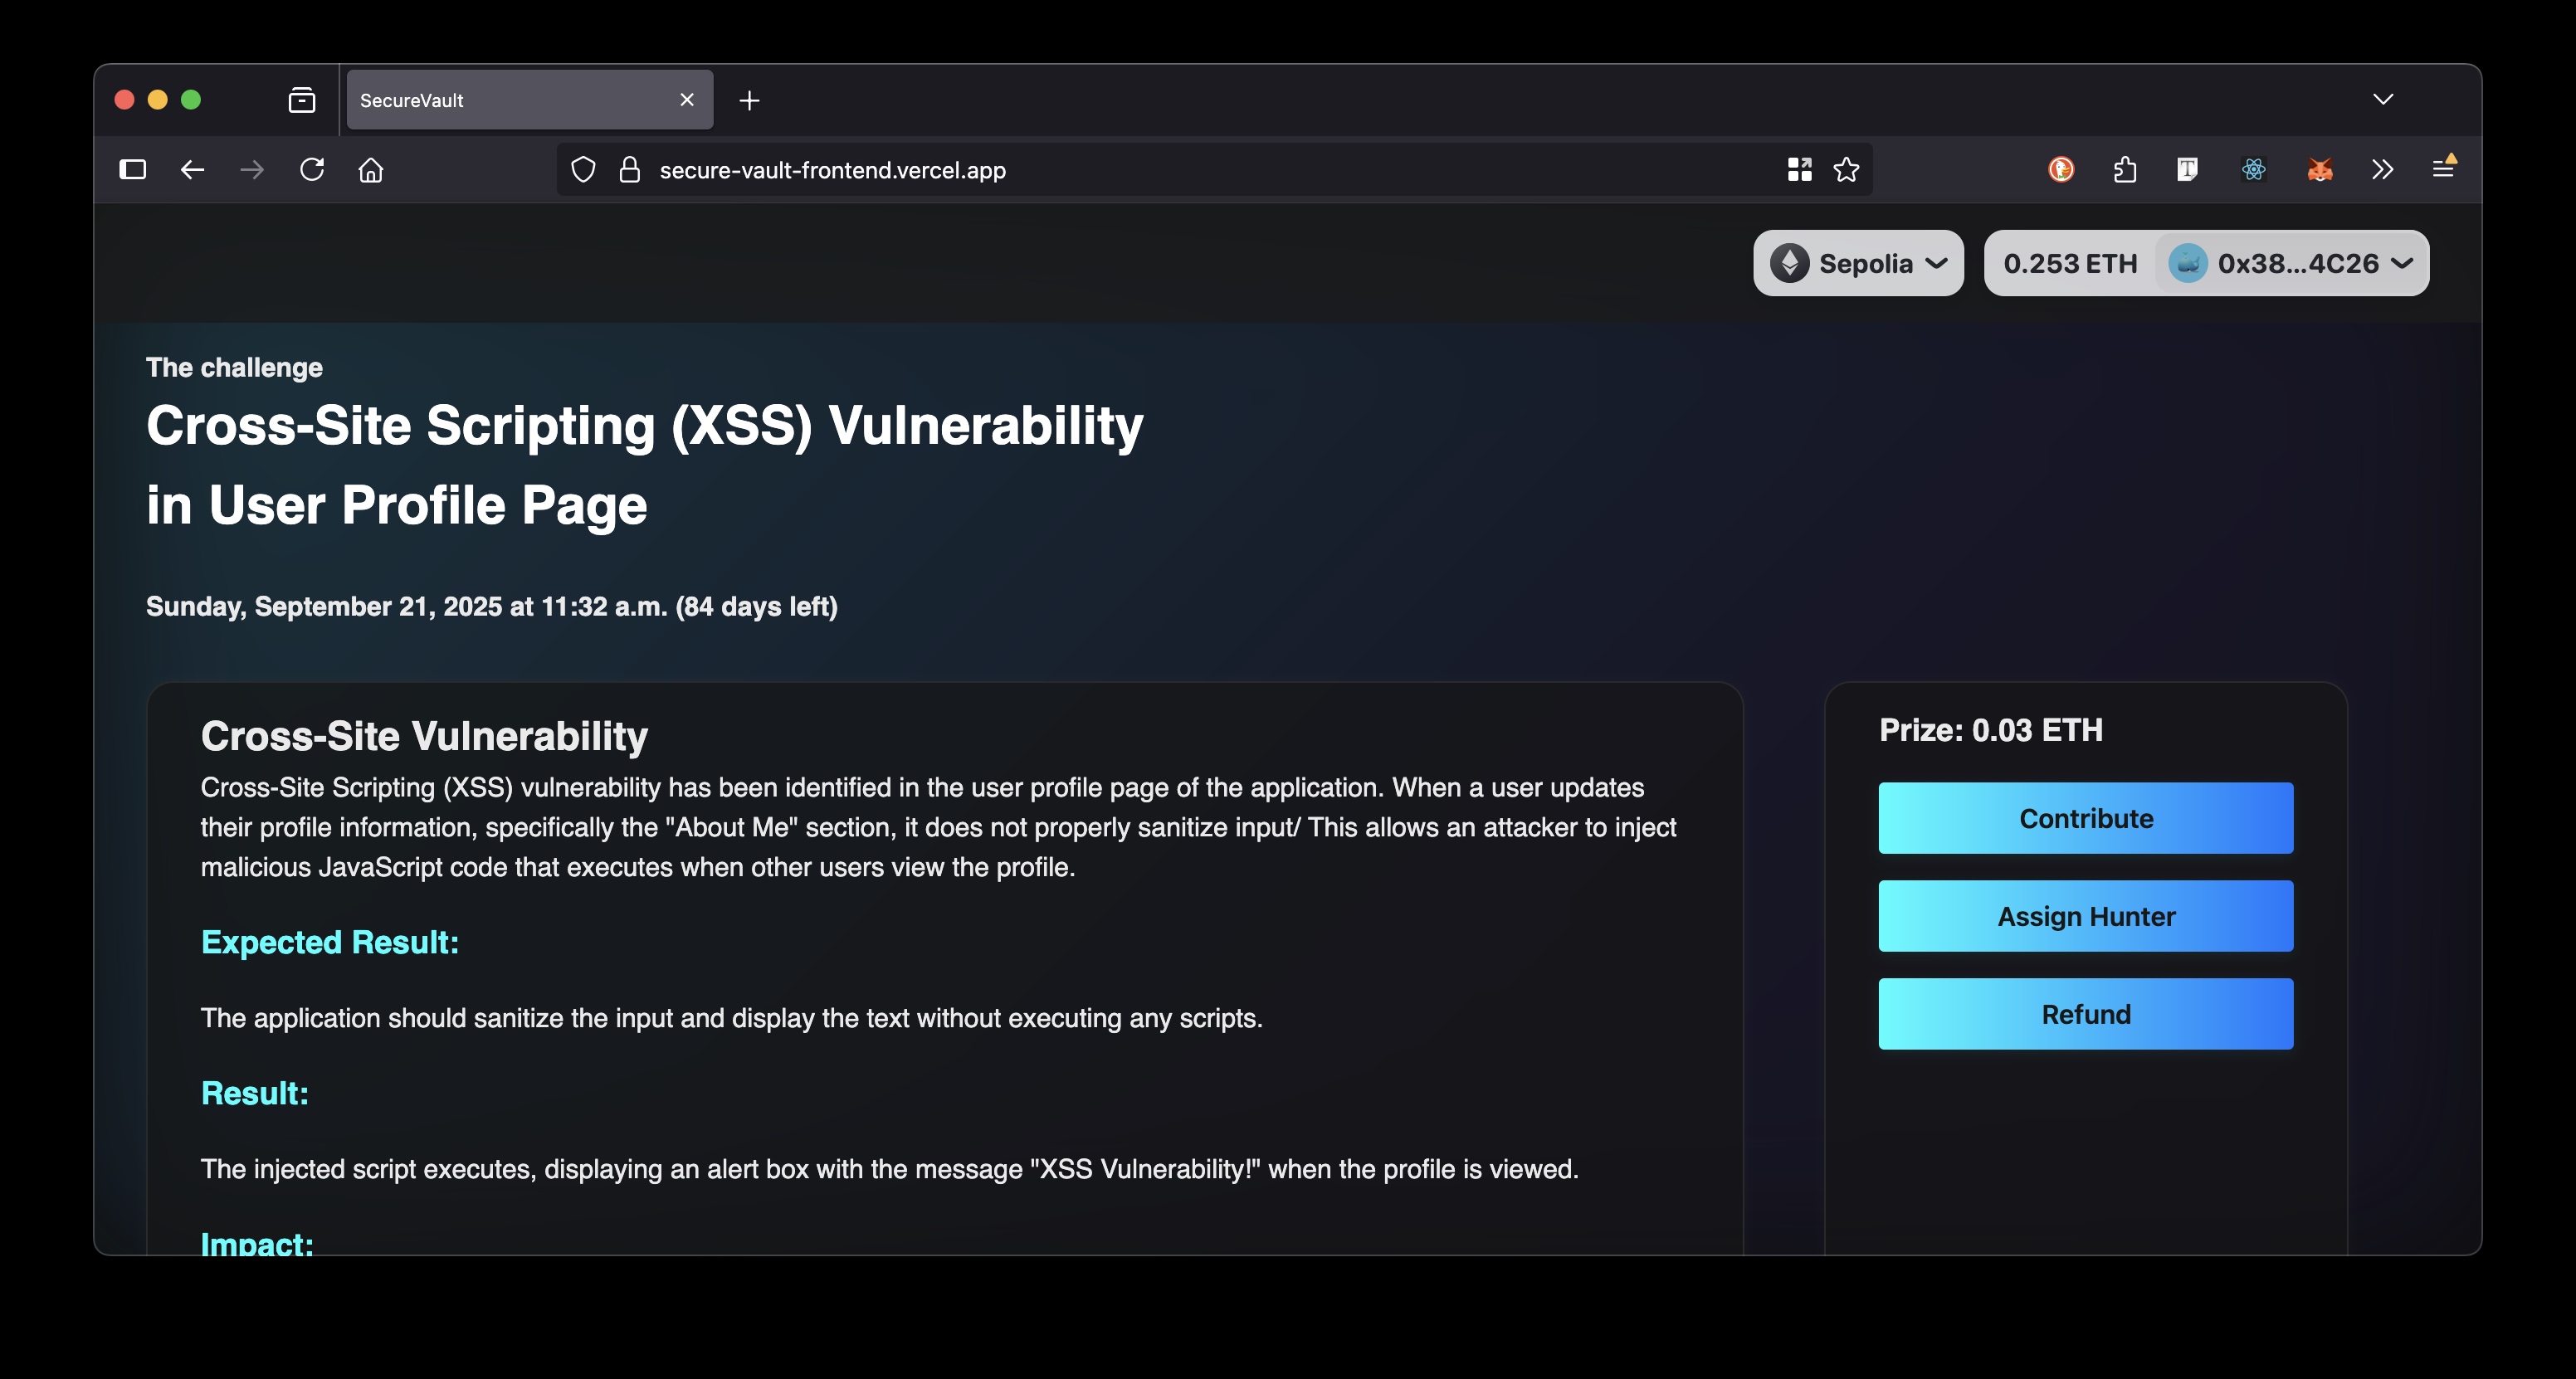 SecureVault
secure-vault-frontend.vercel.app
Sepolia
0.253 ETH 0x38...4C26
The challenge
Cross-Site Scripting (XSS) Vulnerability
in User Profile Page
Sunday, September 21, 2025 at 11:32 a.m. (84 days left)
Cross-Site Vulnerability
Cross-Site Scripting (XSS) vulnerability has been identified in the user profile page of the application. When a user updates
their profile information, specifically the "About Me" section, it does not properly sanitize input/ This allows an attacker to inject
malicious JavaScript code that executes when other users view the profile.
Expected Result:
The application should sanitize the input and display the text without executing any scripts.
Result:
The injected script executes, displaying an alert box with the message "XSS Vulnerability!" when the profile is viewed.
Impact:
Prize: 0.03 ETH
Contribute
Assign Hunter
Refund